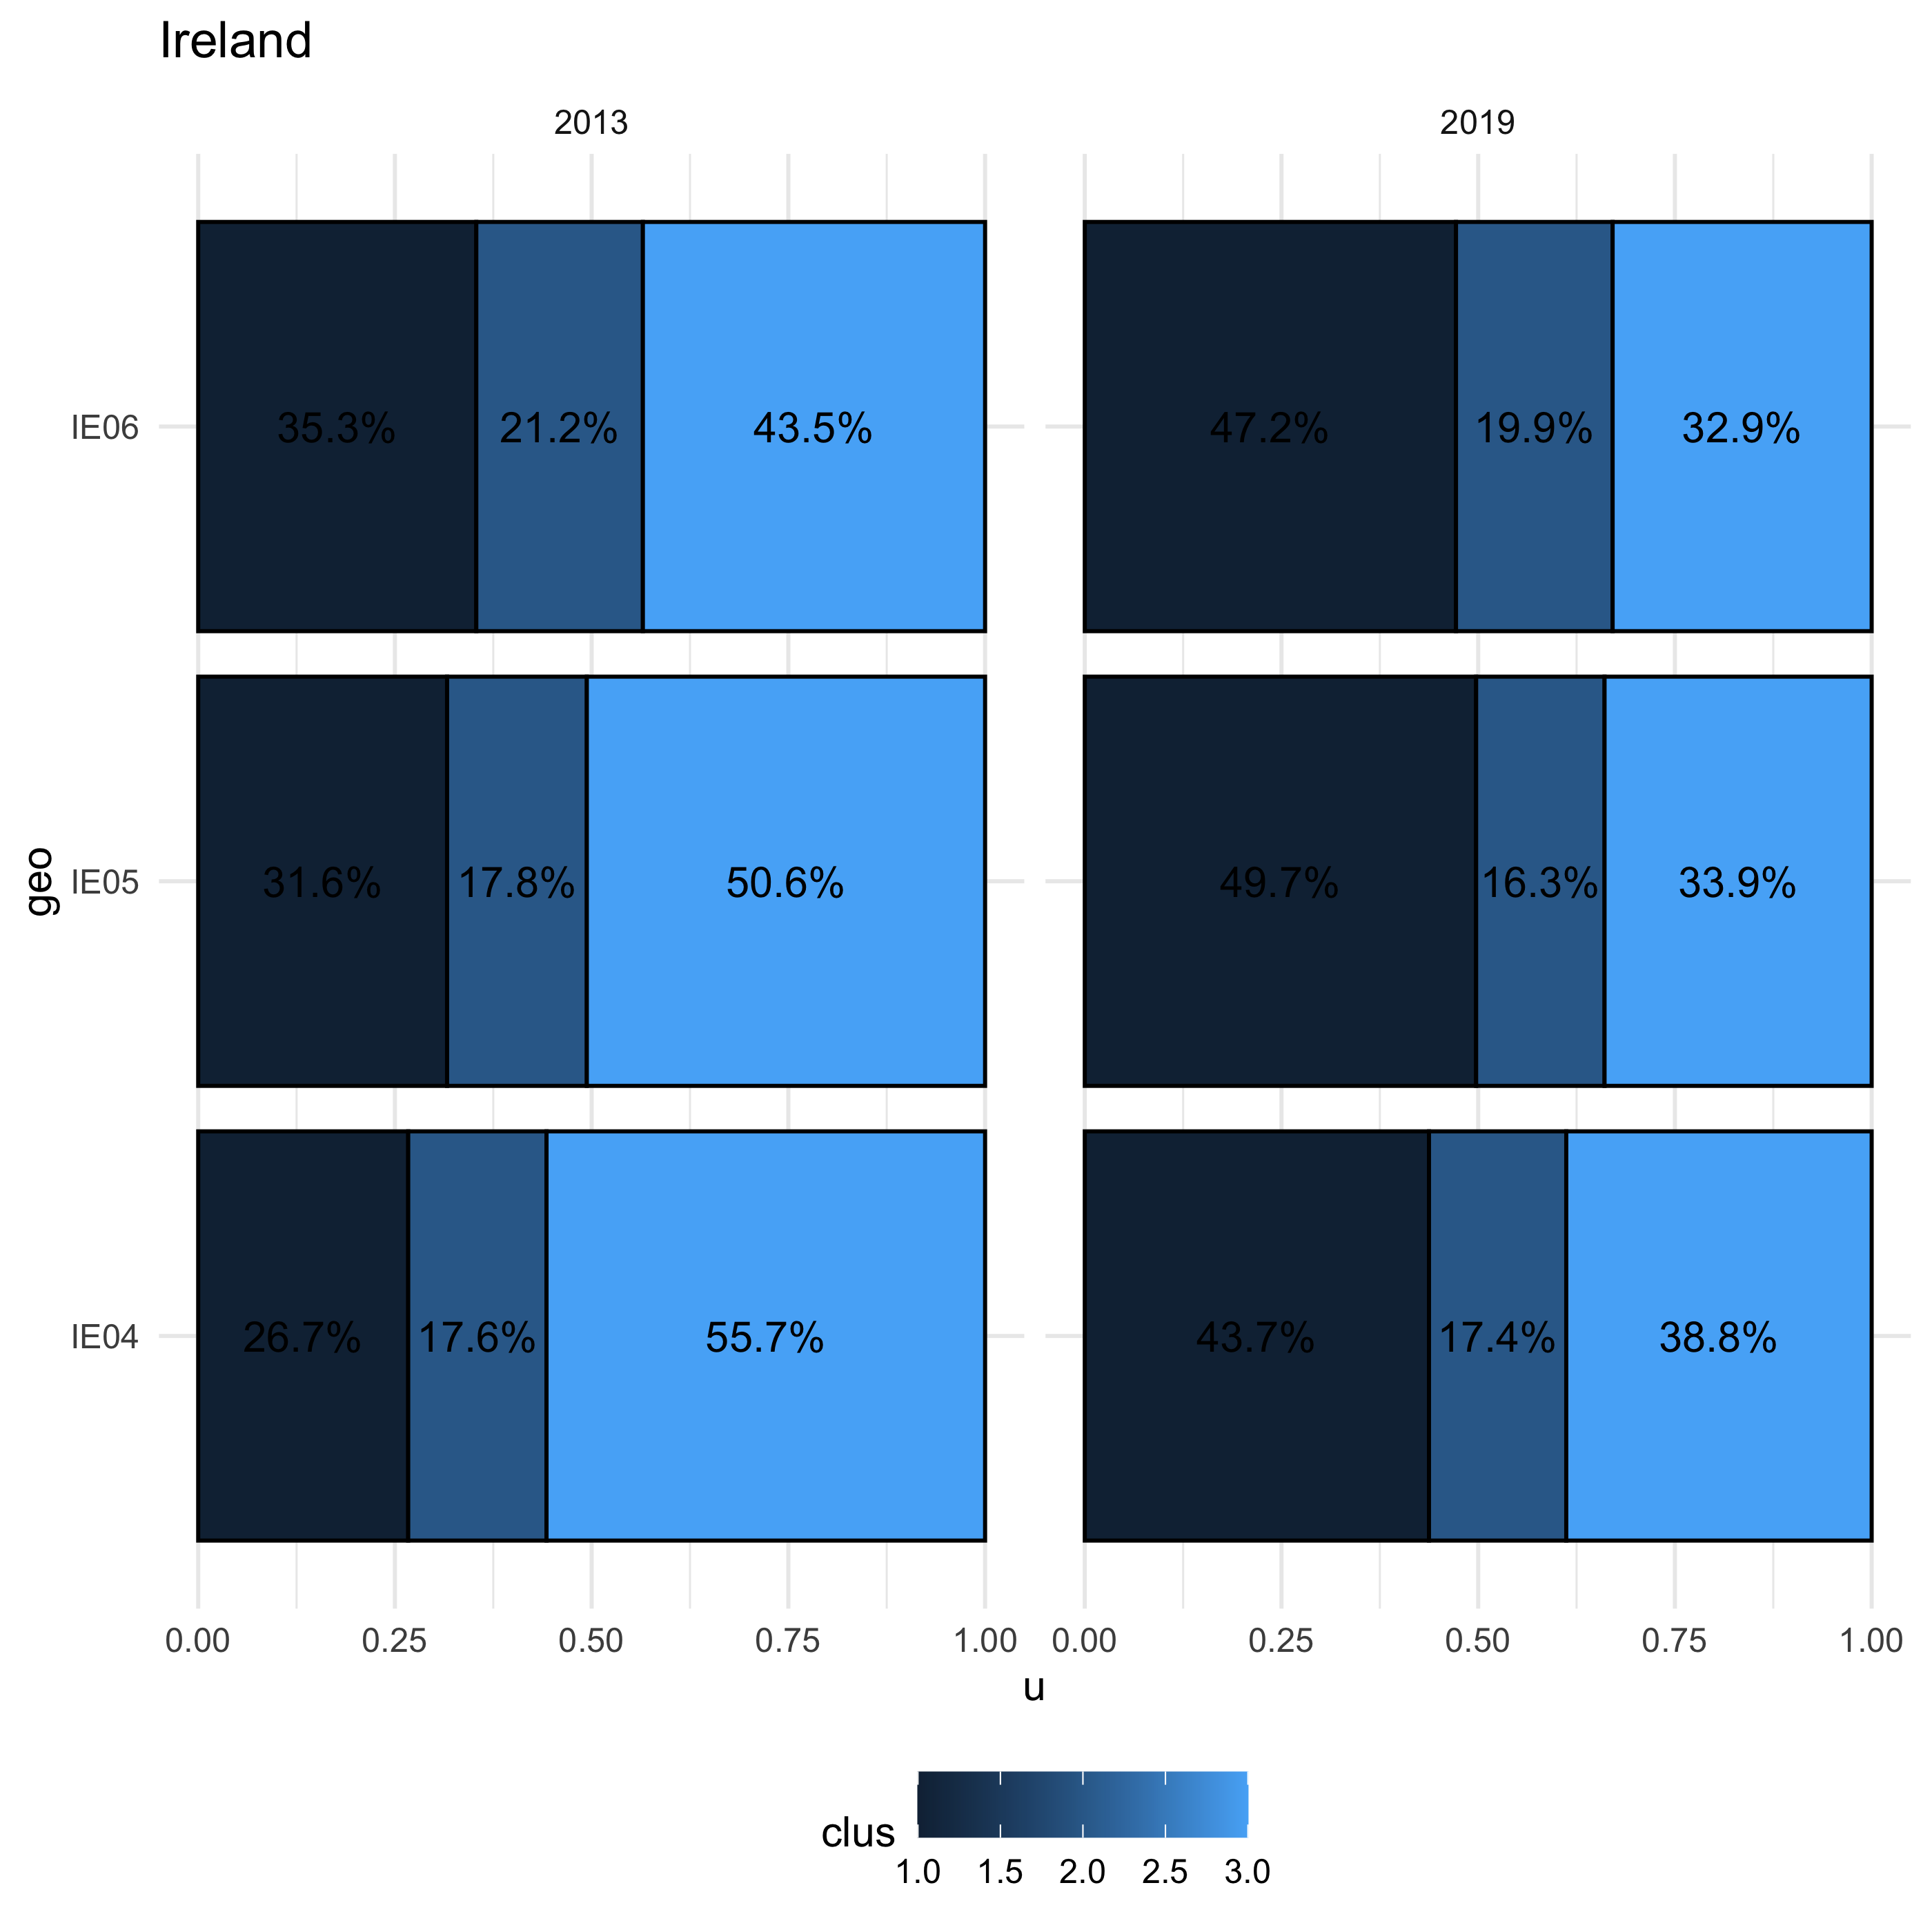 Ireland
2013 2019
IE06 35.3% 21.2% 43.5% 47.2% 19.9% 32.9%
geo
IE05 31.6% 17.8% 50.6% 49.7% 16.3% 33.9%
IE04 26.7% 17.6% 55.7% 43.7% 17.4% 38.8%
0.00 0.25 0.50 0.75 1.00 0.00 0.25 0.50 0.75 1.00
u
clus
1.0 1.5 2.0 2.5 3.0